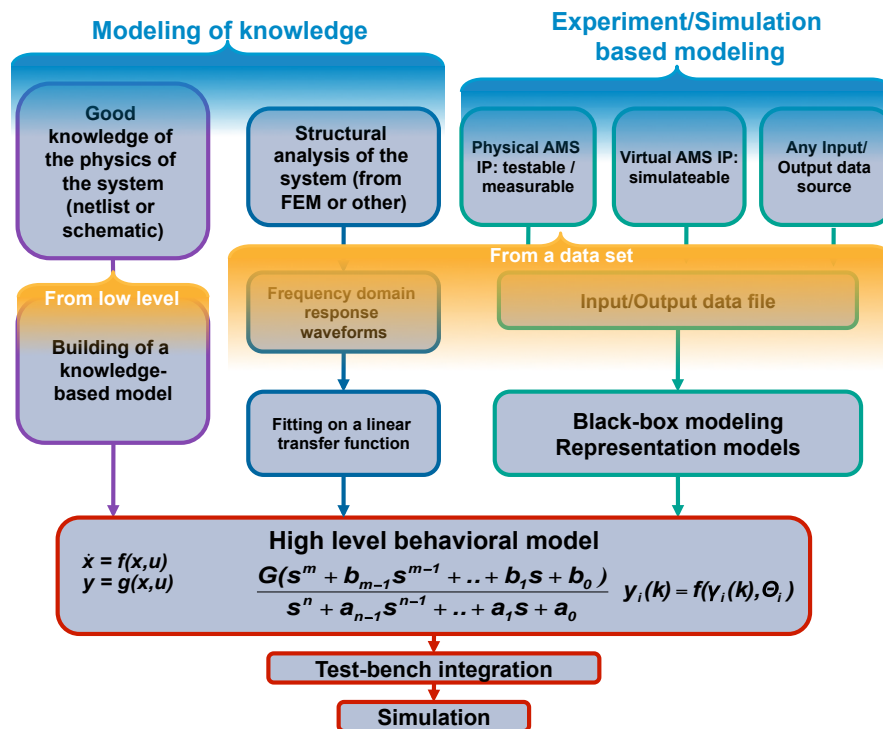 Modeling of knowledge
Experiment/Simulation
based modeling
Good
knowledge of
the physics of
the system
(netlist or
schematic)
Structural
analysis of the
system (from
FEM or other)
Physical AMS
IP: testable /
measurable
Virtual AMS IP:
simulateable
Any Input/
Output data
source
From a data set
From low level
Building of a
knowledge-
based model
Frequency domain
response
waveforms
Input/Output data file
Fitting on a linear
transfer function
Black-box modeling
Representation models
High level behavioral model
ẋ = f(x,u)
y = g(x,u)
G(s^m + b_{m−1}s^{m−1} + .. + b_1s + b_0)
s^n + a_{n−1}s^{n−1} + .. + a_1s + a_0
y_i(k) = f(γ_i(k),Θ_i)
Test-bench integration
Simulation